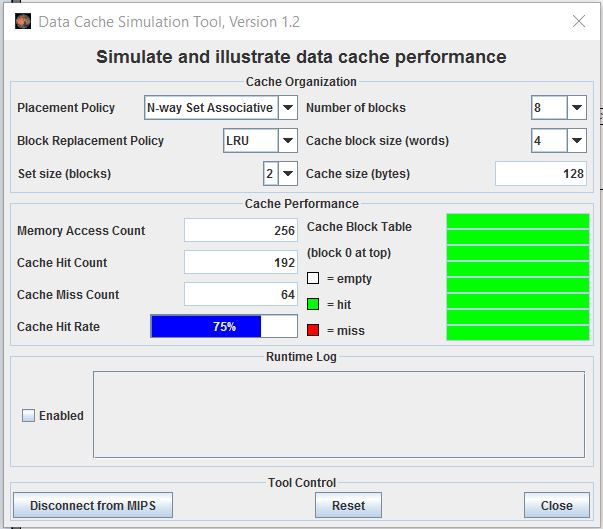 Data Cache Simulation Tool, Version 1.2
Simulate and illustrate data cache performance
Cache Organization
Placement Policy N-way Set Associative Number of blocks 8
Block Replacement Policy LRU Cache block size (words) 4
Set size (blocks) 2 Cache size (bytes) 128
Cache Performance
Memory Access Count 256 Cache Block Table
(block 0 at top)
Cache Hit Count 192 = empty
Cache Miss Count 64 = hit
Cache Hit Rate 75% = miss
Runtime Log
Enabled
Tool Control
Disconnect from MIPS Reset Close